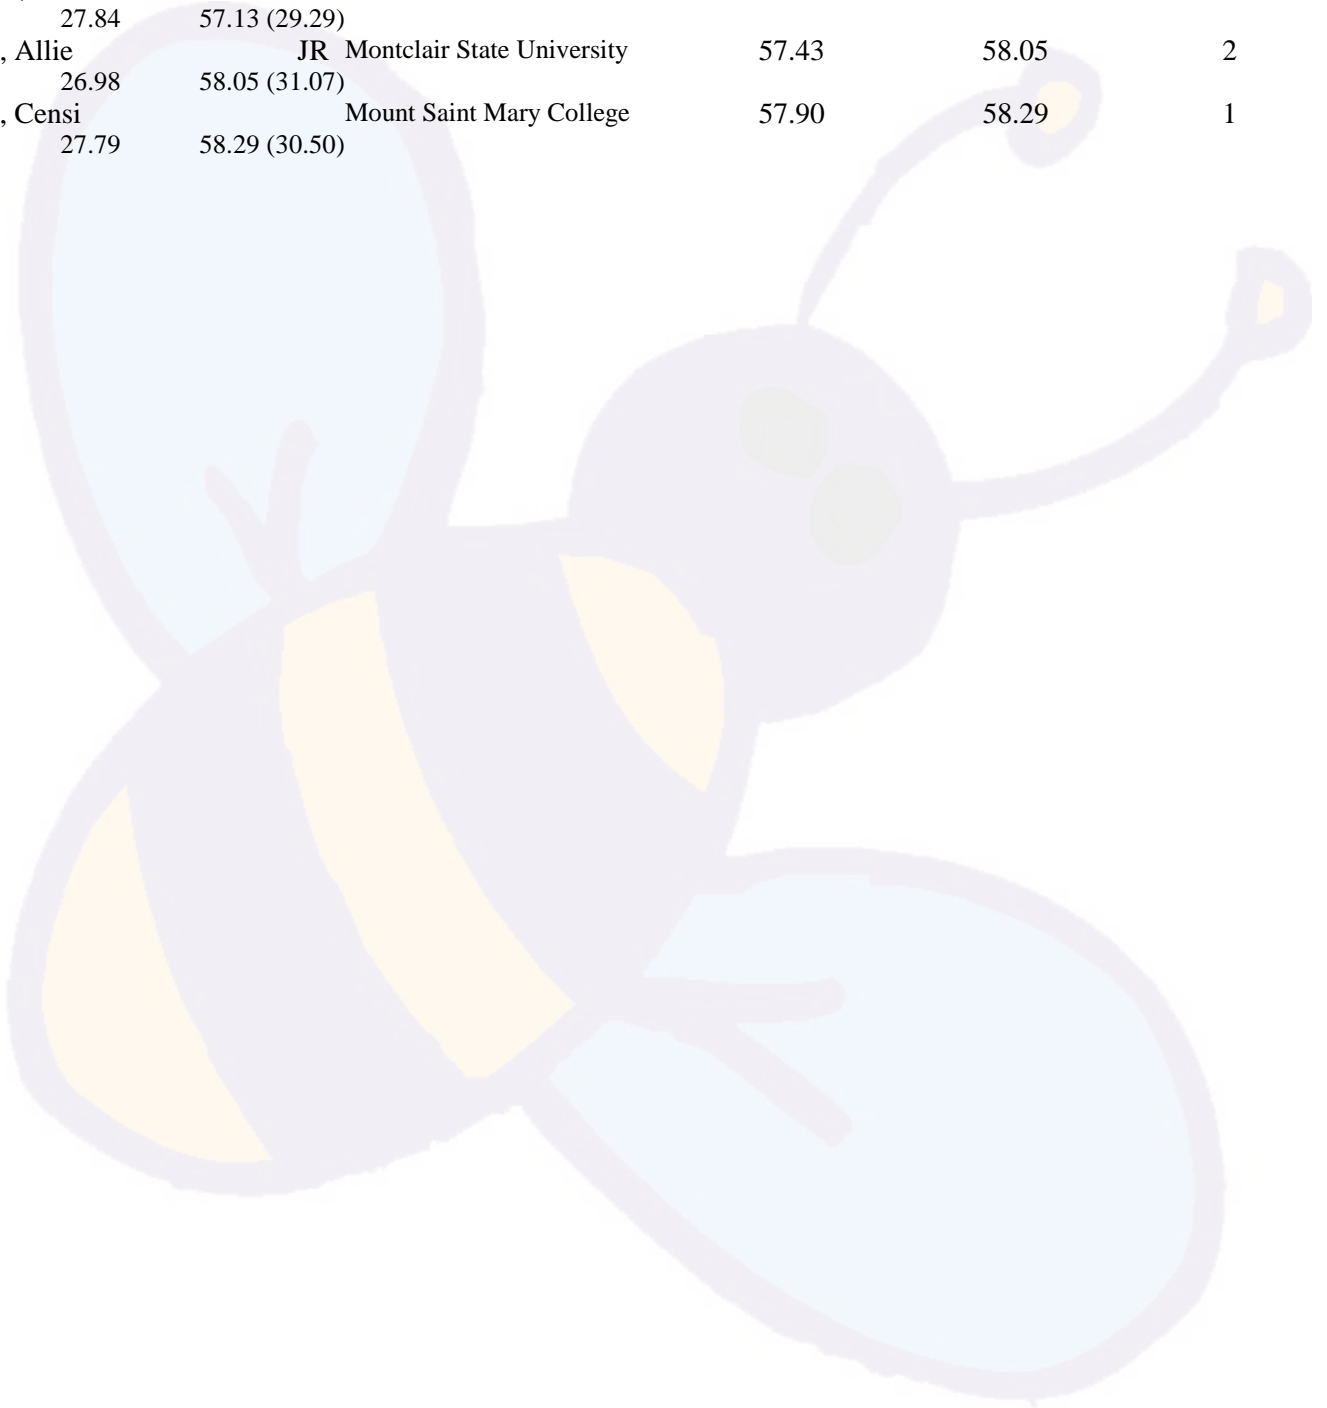 27.84 57.13 (29.29)
, Allie JR Montclair State University 57.43 58.05 2
26.98 58.05 (31.07)
, Censi Mount Saint Mary College 57.90 58.29 1
27.79 58.29 (30.50)